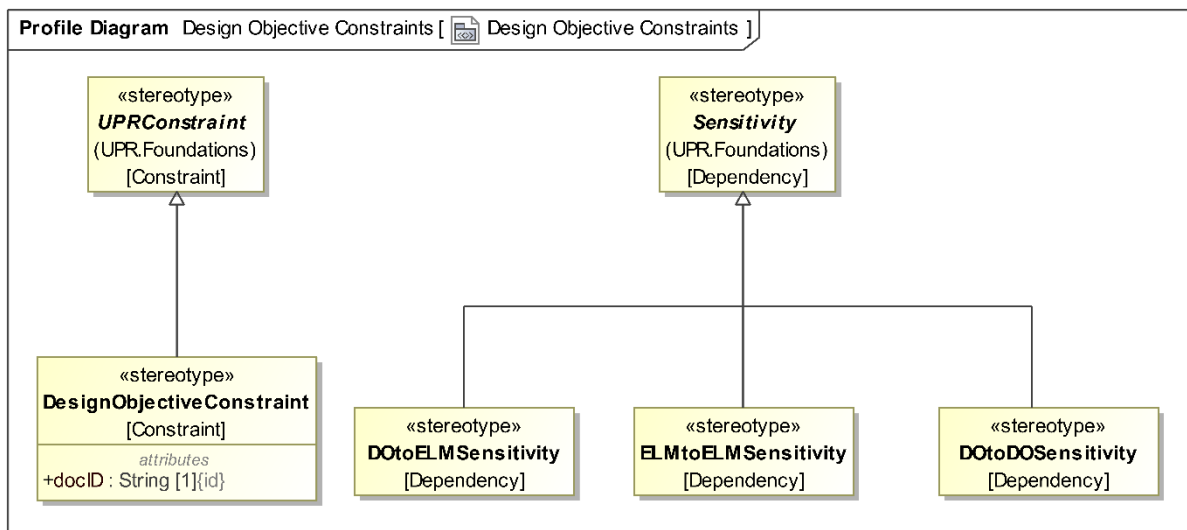 Profile Diagram Design Objective Constraints [ Design Objective Constraints ]
«stereotype»
UPRConstraint
(UPR.Foundations)
[Constraint]
«stereotype»
Sensitivity
(UPR.Foundations)
[Dependency]
«stereotype»
DesignObjectiveConstraint
[Constraint]
attributes
+docID : String [1]{id}
«stereotype»
DOtoELMSensitivity
[Dependency]
«stereotype»
ELMtoELMSensitivity
[Dependency]
«stereotype»
DOtoDOSensitivity
[Dependency]